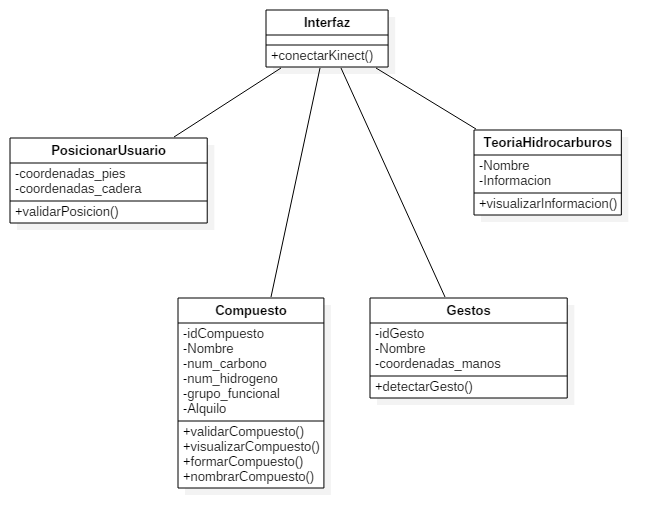 Interfaz
+conectarKinect()
PosicionarUsuario
-coordenadas_pies
-coordenadas_cadera
+validarPosicion()
TeoriaHidrocarburos
-Nombre
-Informacion
+visualizarInformacion()
Compuesto
-idCompuesto
-Nombre
-num_carbono
-num_hidrogeno
-grupo_funcional
-Alquilo
+validarCompuesto()
+visualizarCompuesto()
+formarCompuesto()
+nombrarCompuesto()
Gestos
-idGesto
-Nombre
-coordenadas_manos
+detectarGesto()